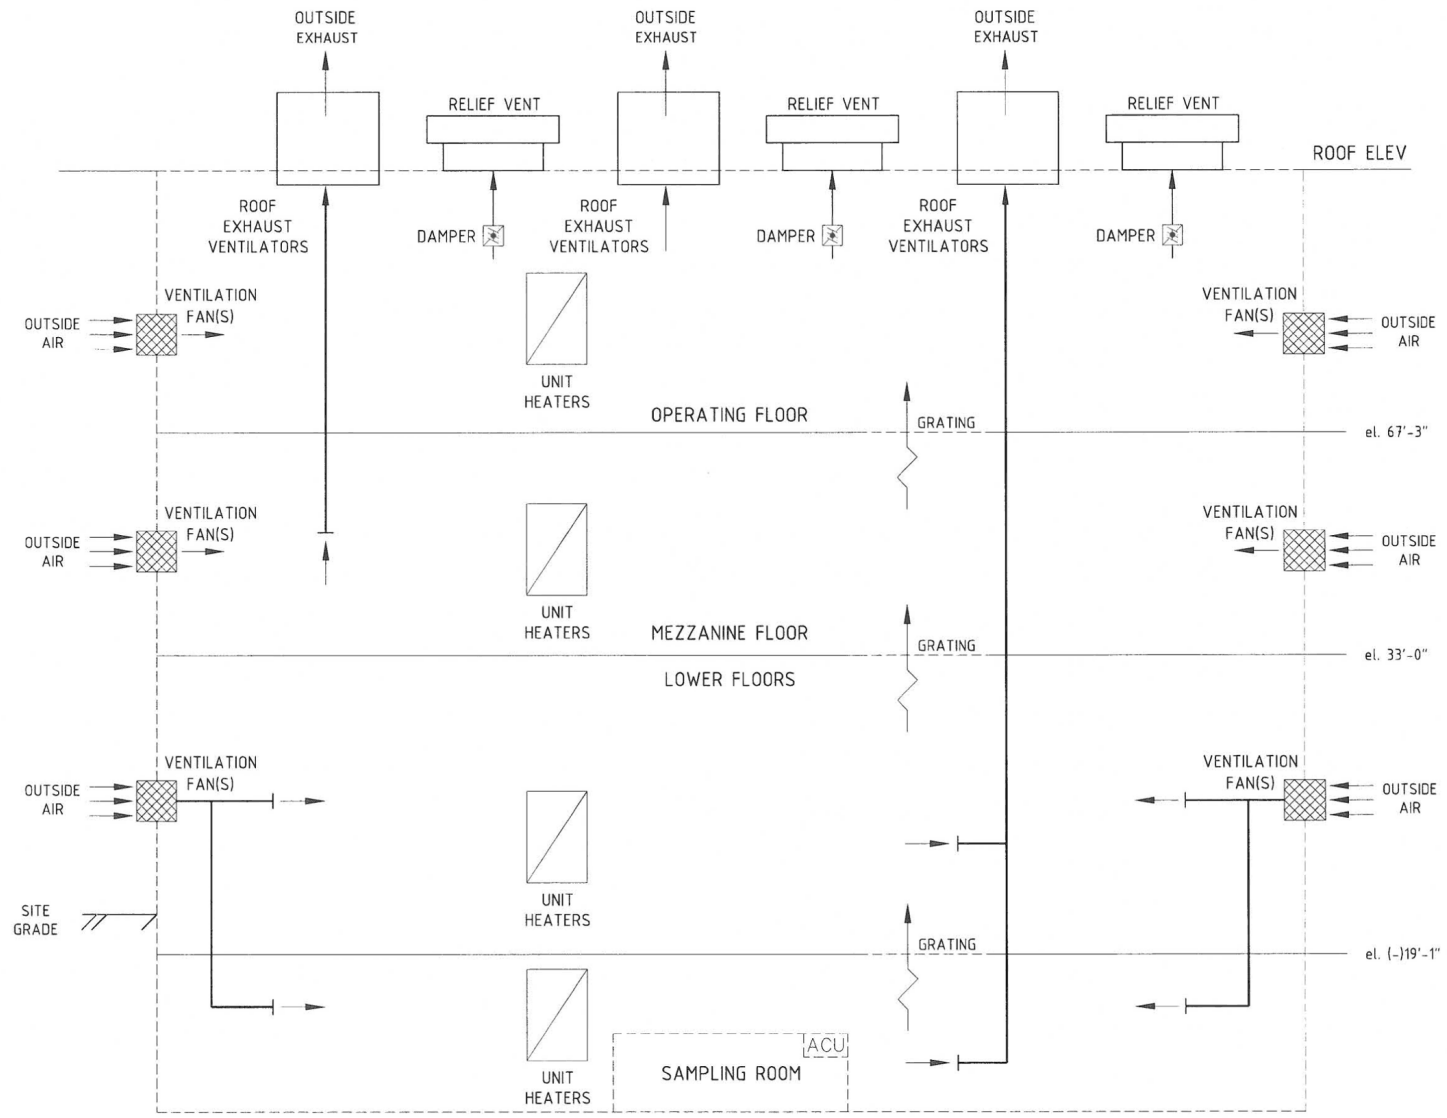 OUTSIDE
EXHAUST
OUTSIDE
EXHAUST
OUTSIDE
EXHAUST
RELIEF VENT
RELIEF VENT
RELIEF VENT
ROOF ELEV
ROOF
EXHAUST
VENTILATORS
DAMPER
ROOF
EXHAUST
VENTILATORS
DAMPER
ROOF
EXHAUST
VENTILATORS
DAMPER
OUTSIDE
AIR
VENTILATION
FAN(S)
UNIT
HEATERS
VENTILATION
FAN(S)
OUTSIDE
AIR
OPERATING FLOOR
GRATING
el. 67'-3"
OUTSIDE
AIR
VENTILATION
FAN(S)
UNIT
HEATERS
VENTILATION
FAN(S)
OUTSIDE
AIR
MEZZANINE FLOOR
GRATING
el. 33'-0"
LOWER FLOORS
OUTSIDE
AIR
VENTILATION
FAN(S)
UNIT
HEATERS
VENTILATION
FAN(S)
OUTSIDE
AIR
SITE
GRADE
GRATING
el. (-)19'-1"
UNIT
HEATERS
ACU
SAMPLING ROOM